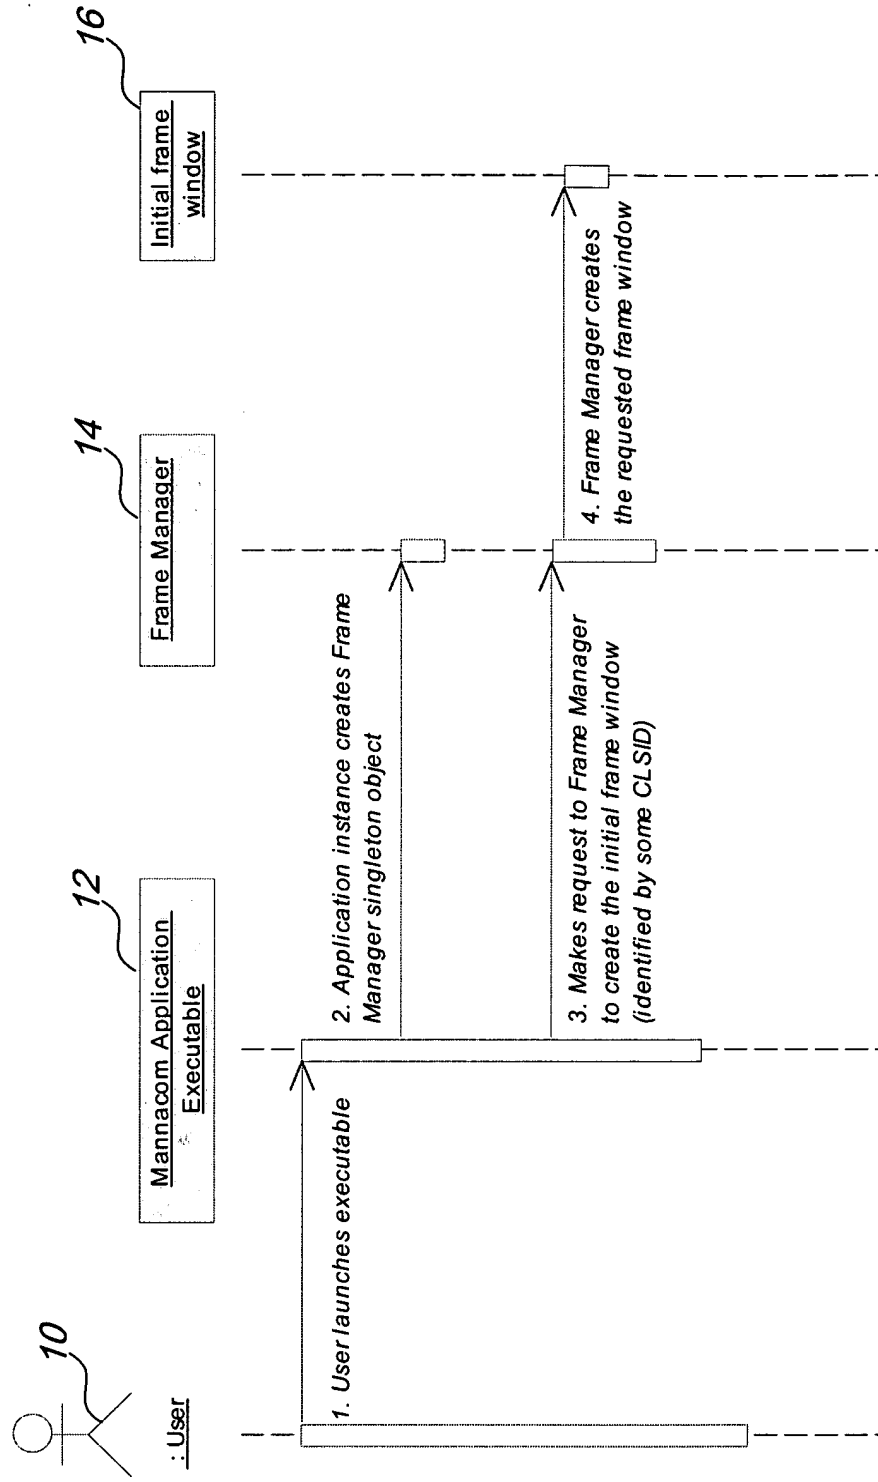 10
: User
12
Mannacom Application
Executable
14
Frame Manager
16
Initial frame
window
1. User launches executable
2. Application instance creates Frame
Manager singleton object
3. Makes request to Frame Manager
to create the initial frame window
(identified by some CLSID)
4. Frame Manager creates
the requested frame window